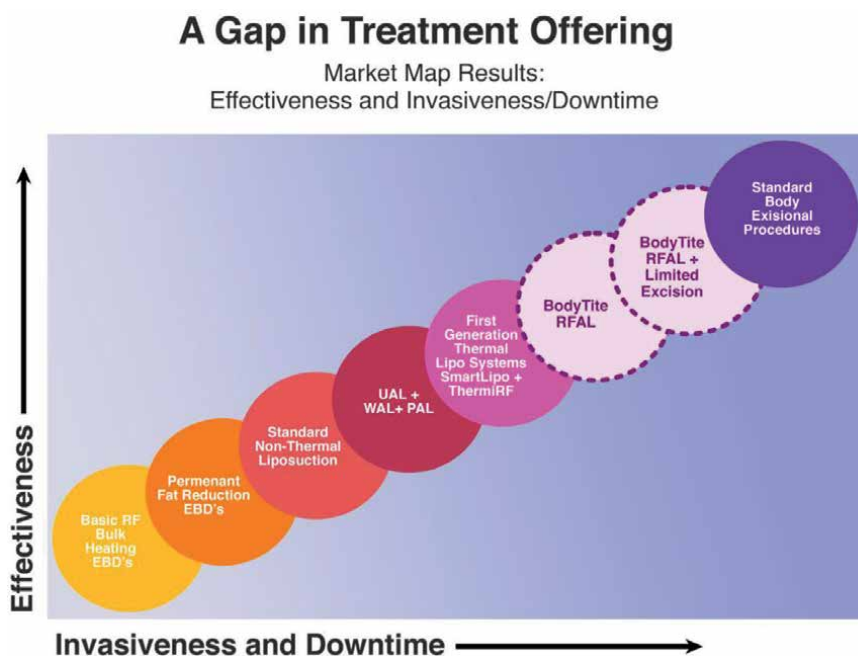 A Gap in Treatment Offering
Market Map Results:
Effectiveness and Invasiveness/Downtime
Effectiveness
Standard
Body
Exisional
Procedures
BodyTite
RFAL +
Limited
Excision
BodyTite
RFAL
First
Generation
Thermal
Lipo Systems
SmartLipo +
ThermiRF
UAL +
WAL+ PAL
Standard
Non-Thermal
Liposuction
Permenant
Fat Reduction
EBD's
Basic RF
Bulk
Heating
EBD's
Invasiveness and Downtime